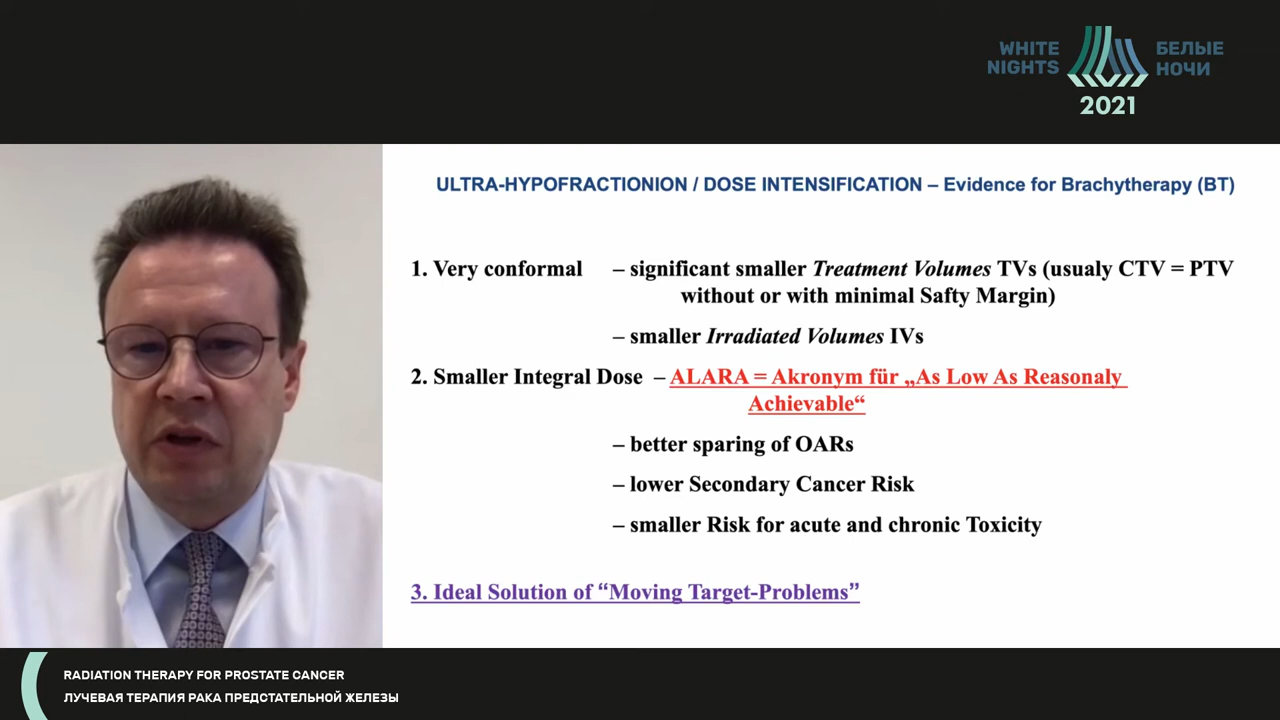 WHITE NIGHTS
БЕЛЫЕ НОЧИ
2021
ULTRA-HYPOFRACTIONION / DOSE INTENSIFICATION – Evidence for Brachytherapy (BT)
1. Very conformal – significant smaller Treatment Volumes TVs (usualy CTV = PTV
without or with minimal Safty Margin)
– smaller Irradiated Volumes IVs
2. Smaller Integral Dose – ALARA = Akronym für „As Low As Reasonaly
Achievable“
– better sparing of OARs
– lower Secondary Cancer Risk
– smaller Risk for acute and chronic Toxicity
3. Ideal Solution of “Moving Target-Problems”
RADIATION THERAPY FOR PROSTATE CANCER
ЛУЧЕВАЯ ТЕРАПИЯ РАКА ПРЕДСТАТЕЛЬНОЙ ЖЕЛЕЗЫ